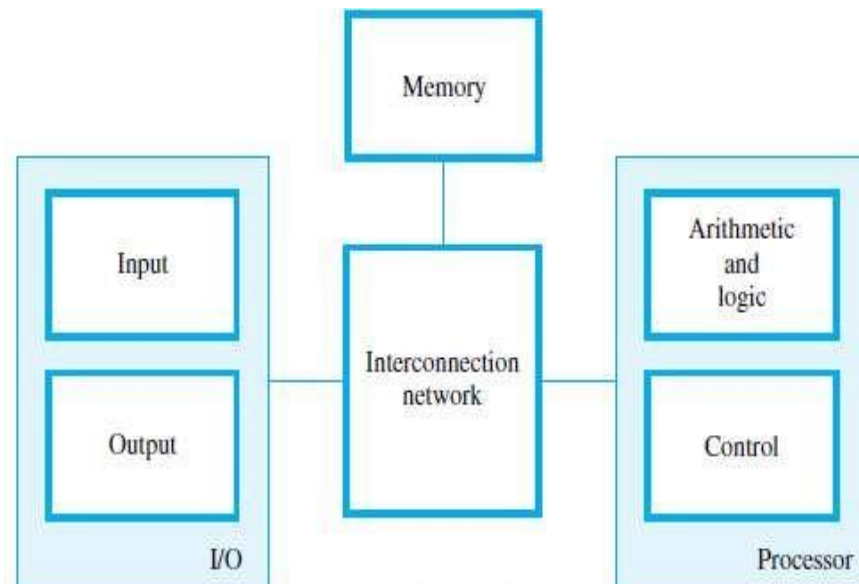 Memory
Input
Output
I/O
Interconnection
network
Arithmetic
and
logic
Control
Processor